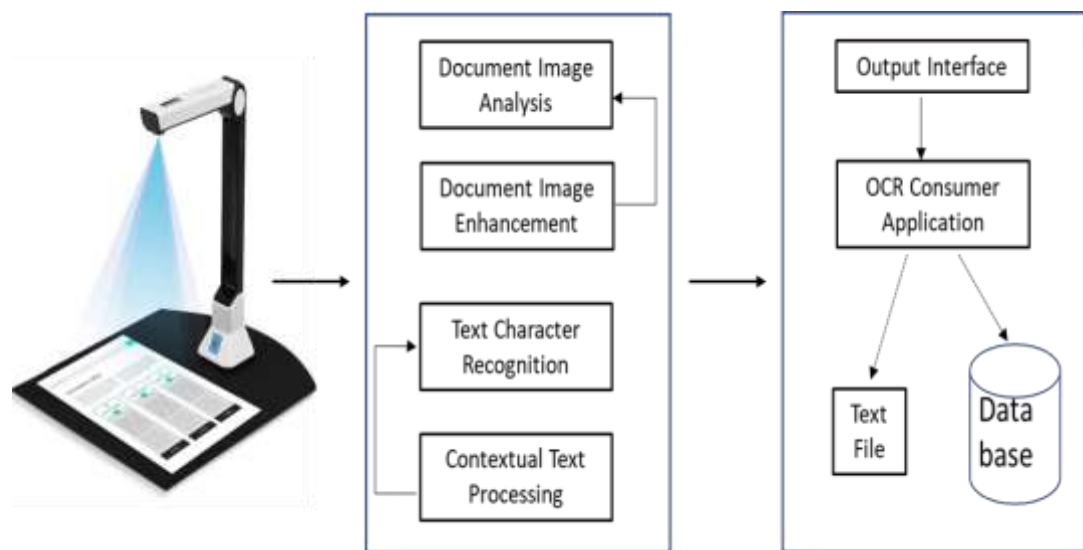 Document Image
Analysis
Document Image
Enhancement
Text Character
Recognition
Contextual Text
Processing
Output Interface
OCR Consumer
Application
Text
File
Data
base